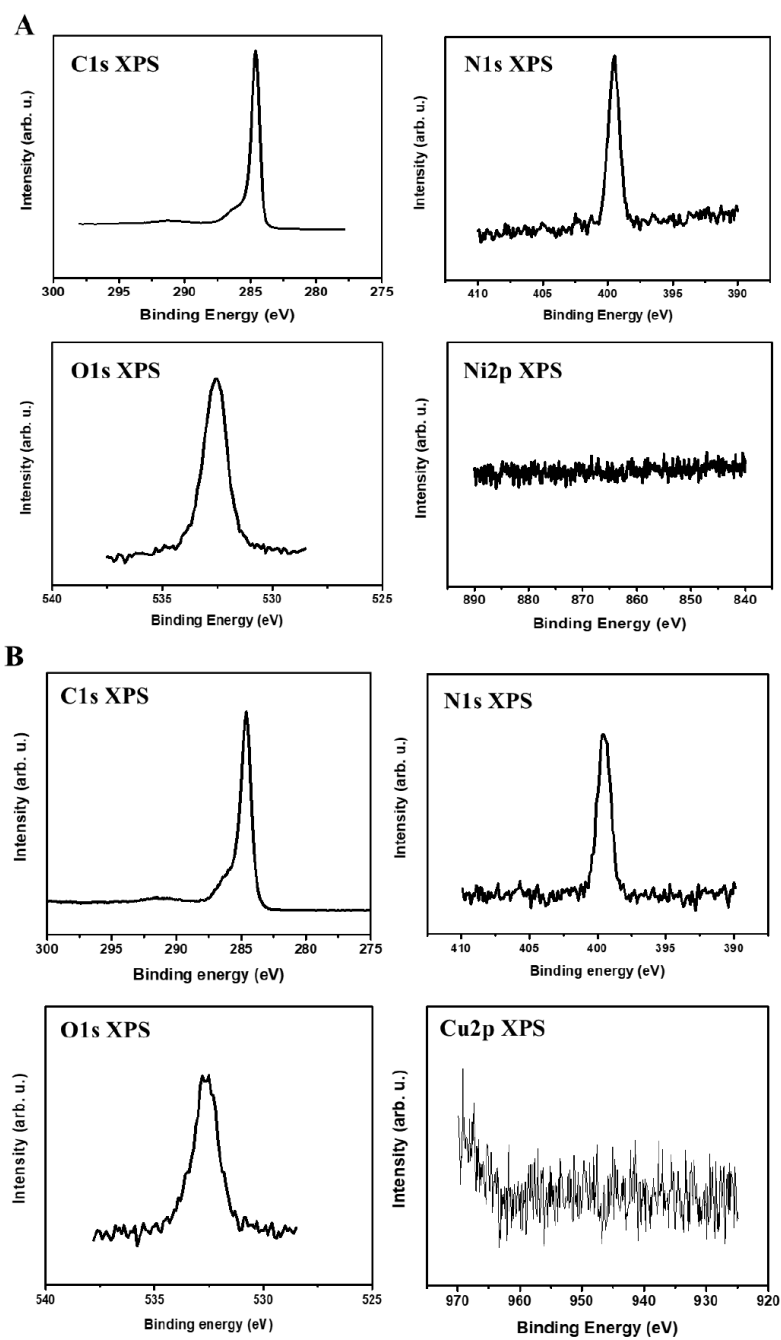 A
C1s XPS
Intensity (arb. u.)
300 295 290 285 280 275
Binding Energy (eV)
N1s XPS
Intensity (arb. u.)
410 405 400 395 390
Binding Energy (eV)
O1s XPS
Intensity (arb. u.)
540 535 530 525
Binding Energy (eV)
Ni2p XPS
Intensity (arb. u.)
890 880 870 860 850 840
Binding Energy (eV)
B
C1s XPS
Intensity (arb. u.)
300 295 290 285 280 275
Binding energy (eV)
N1s XPS
Intensity (arb. u.)
410 405 400 395 390
Binding energy (eV)
O1s XPS
Intensity (arb. u.)
540 535 530 525
Binding energy (eV)
Cu2p XPS
Intensity (arb. u.)
970 960 950 940 930 920
Binding Energy (eV)